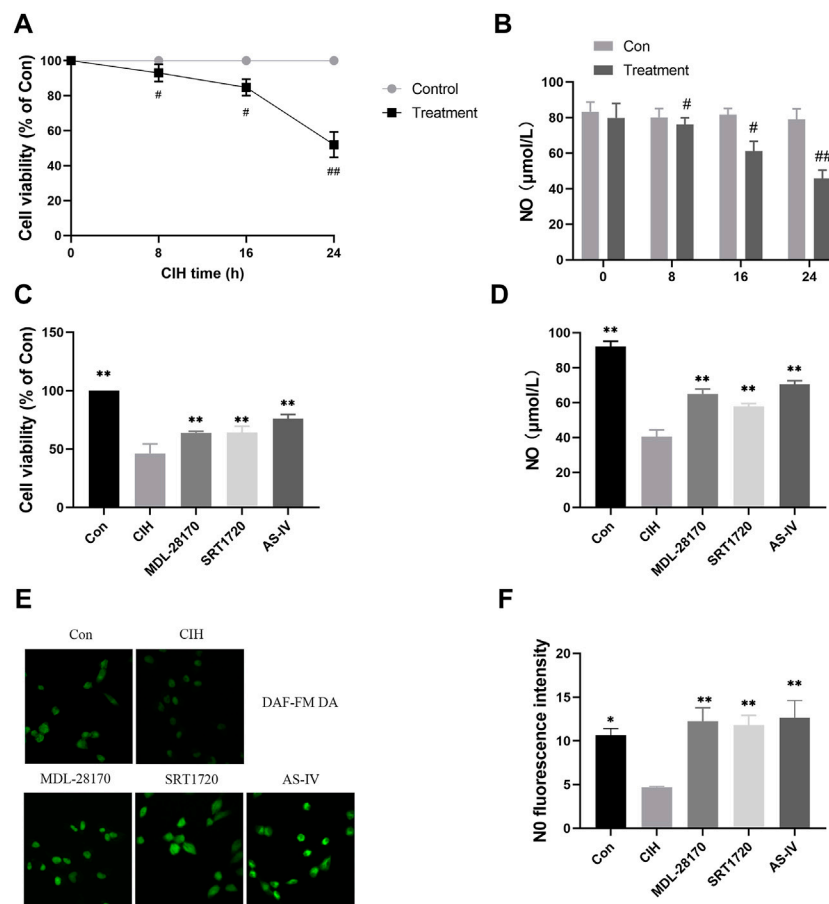 A
Cell viability (% of Con)
100
80
60
40
20
0
#
#
##
0 8 16 24
CIH time (h)
Control
Treatment
B
Con
Treatment
NO (μmol/L)
100
80
60
40
20
0
#
#
##
0 8 16 24
C
Cell viability (% of Con)
150
100
50
0
** ** ** **
Con CIH MDL-28170 SRT1720 AS-IV
D
NO (μmol/L)
100
80
60
40
20
0
** ** ** **
Con CIH MDL-28170 SRT1720 AS-IV
E
Con CIH
DAF-FM DA
MDL-28170 SRT1720 AS-IV
F
N0 fluorescence intensity
20
15
10
5
0
* ** ** **
Con CIH MDL-28170 SRT1720 AS-IV